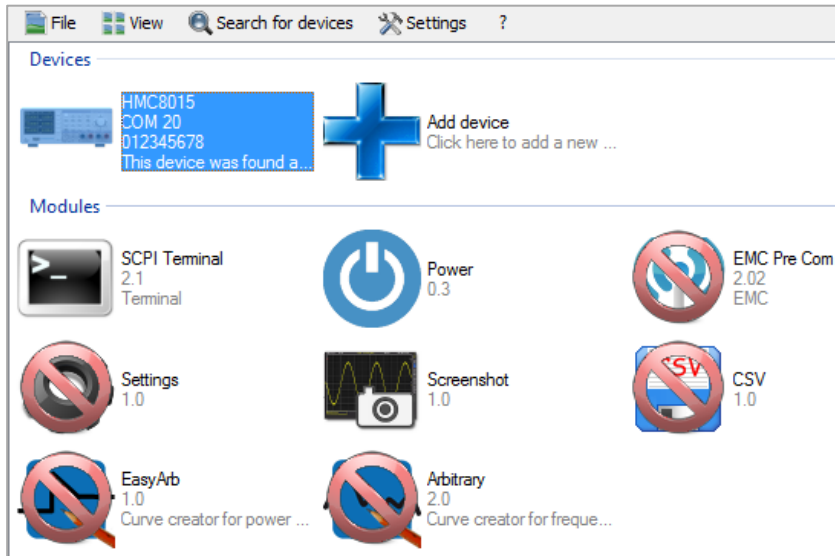 File View Search for devices Settings ?
Devices
HMC8015
COM 20
012345678
This device was found a...
Add device
Click here to add a new ...
Modules
SCPI Terminal
2.1
Terminal
Power
0.3
EMC Pre Com
2.02
EMC
Settings
1.0
Screenshot
1.0
CSV
CSV
1.0
EasyArb
1.0
Curve creator for power ...
Arbitrary
2.0
Curve creator for freque...